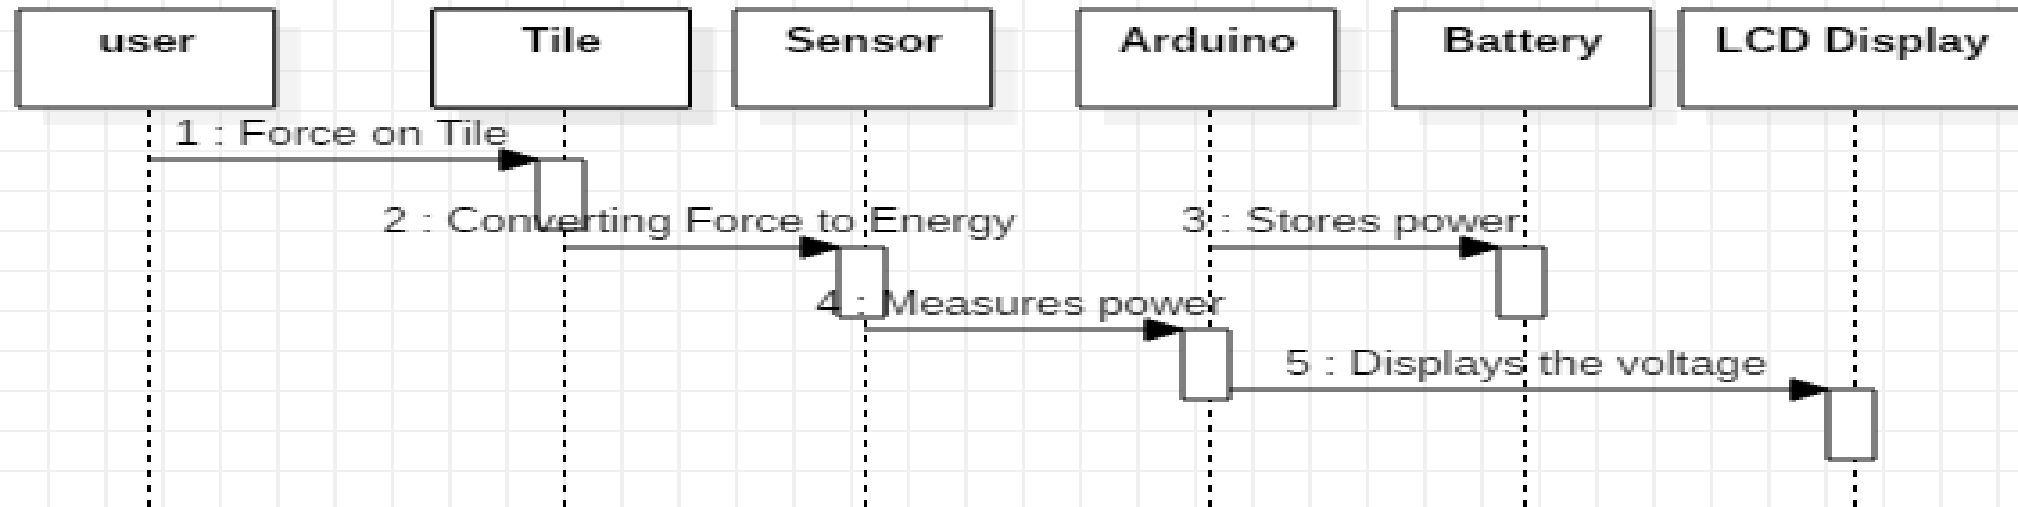 user
Tile
Sensor
Arduino
Battery
LCD Display
1 : Force on Tile
2 : Converting Force to Energy
3 : Stores power
4 : Measures power
5 : Displays the voltage